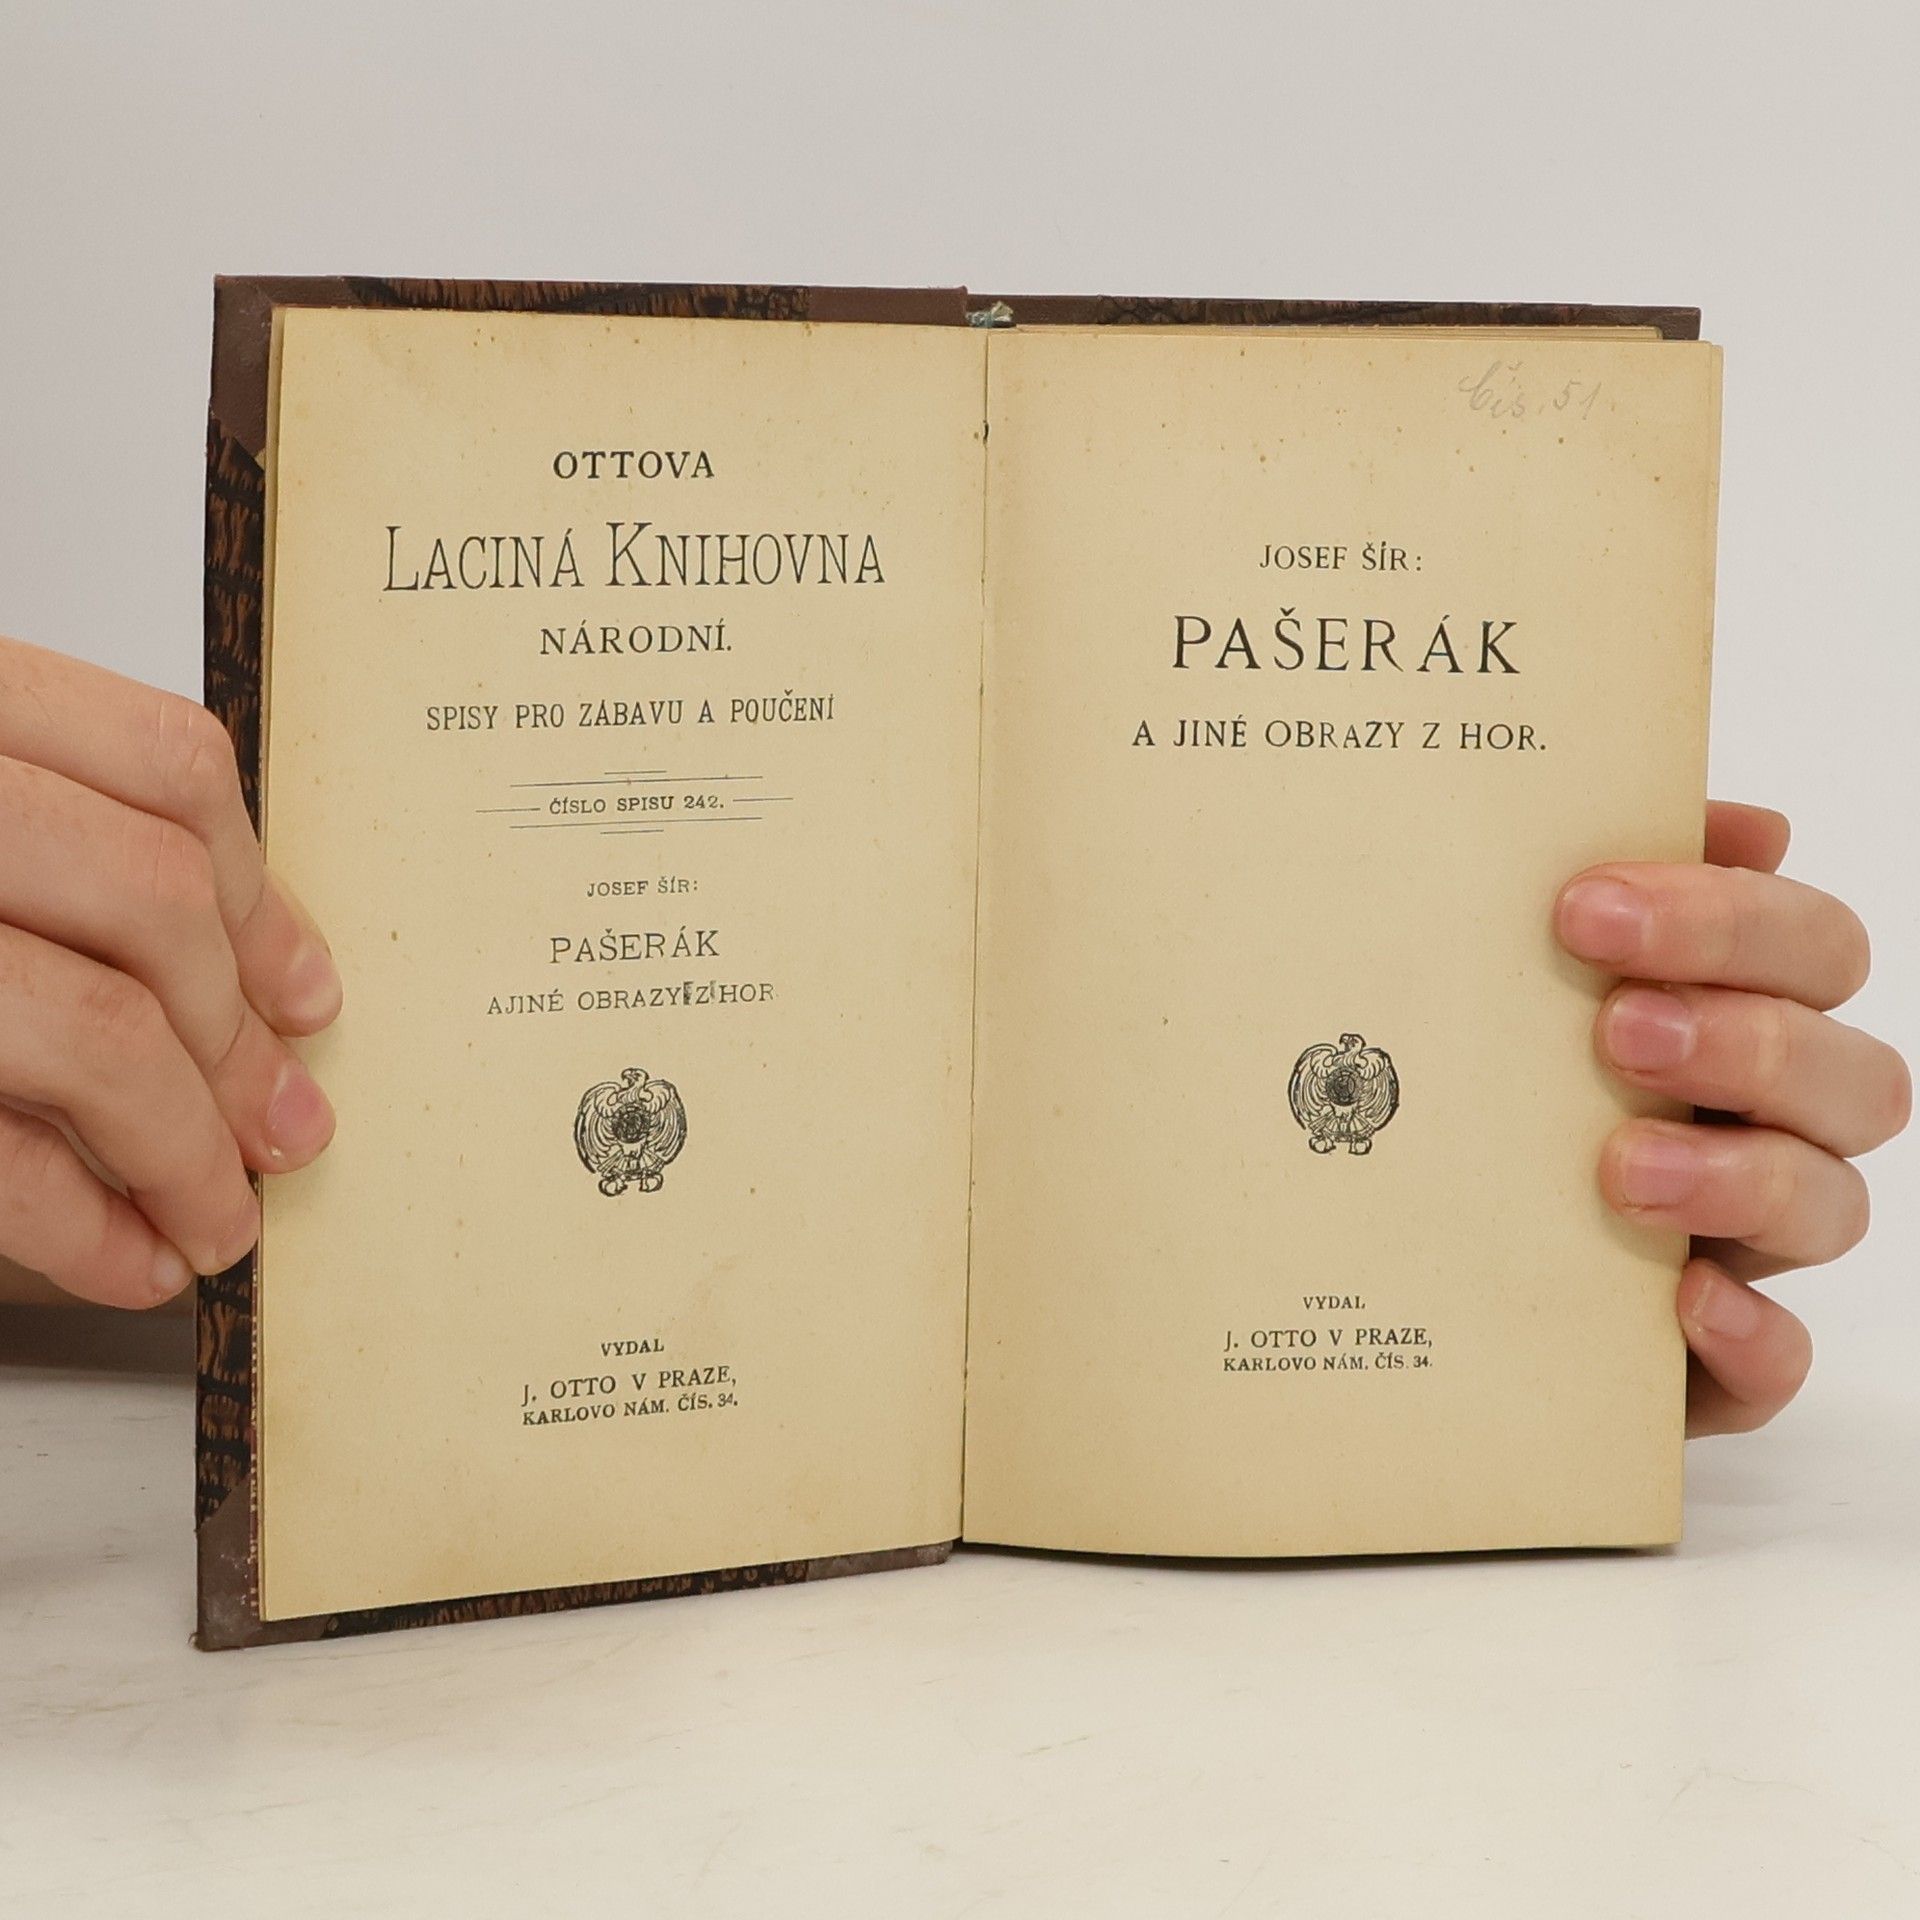 OTTOVA
LACINÁ KNIHOVNA
NÁRODNÍ.
SPISY PRO ZÁBAVU A POUČENÍ
ČÍSLO SPISU 242.
JOSEF ŠÍR:
PAŠERÁK
A JINÉ OBRAZY Z HOR
VYDAL
J. OTTO V PRAZE,
KARLOVO NÁM. ČÍS. 34.
Čís. 51
JOSEF ŠÍR:
PAŠERÁK
A JINÉ OBRAZY Z HOR.
VYDAL
J. OTTO V PRAZE,
KARLOVO NÁM. ČÍS. 34.